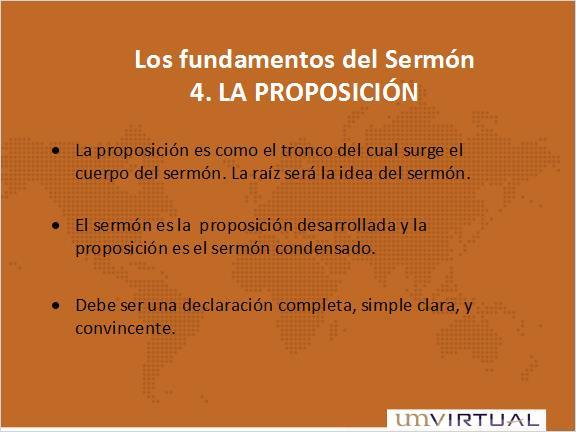 Los fundamentos del Sermón
4. LA PROPOSICIÓN
• La proposición es como el tronco del cual surge el
cuerpo del sermón. La raíz será la idea del sermón.
• El sermón es la  proposición desarrollada y la
proposición es el sermón condensado.
• Debe ser una declaración completa, simple clara, y
convincente.
umVIRTUAL